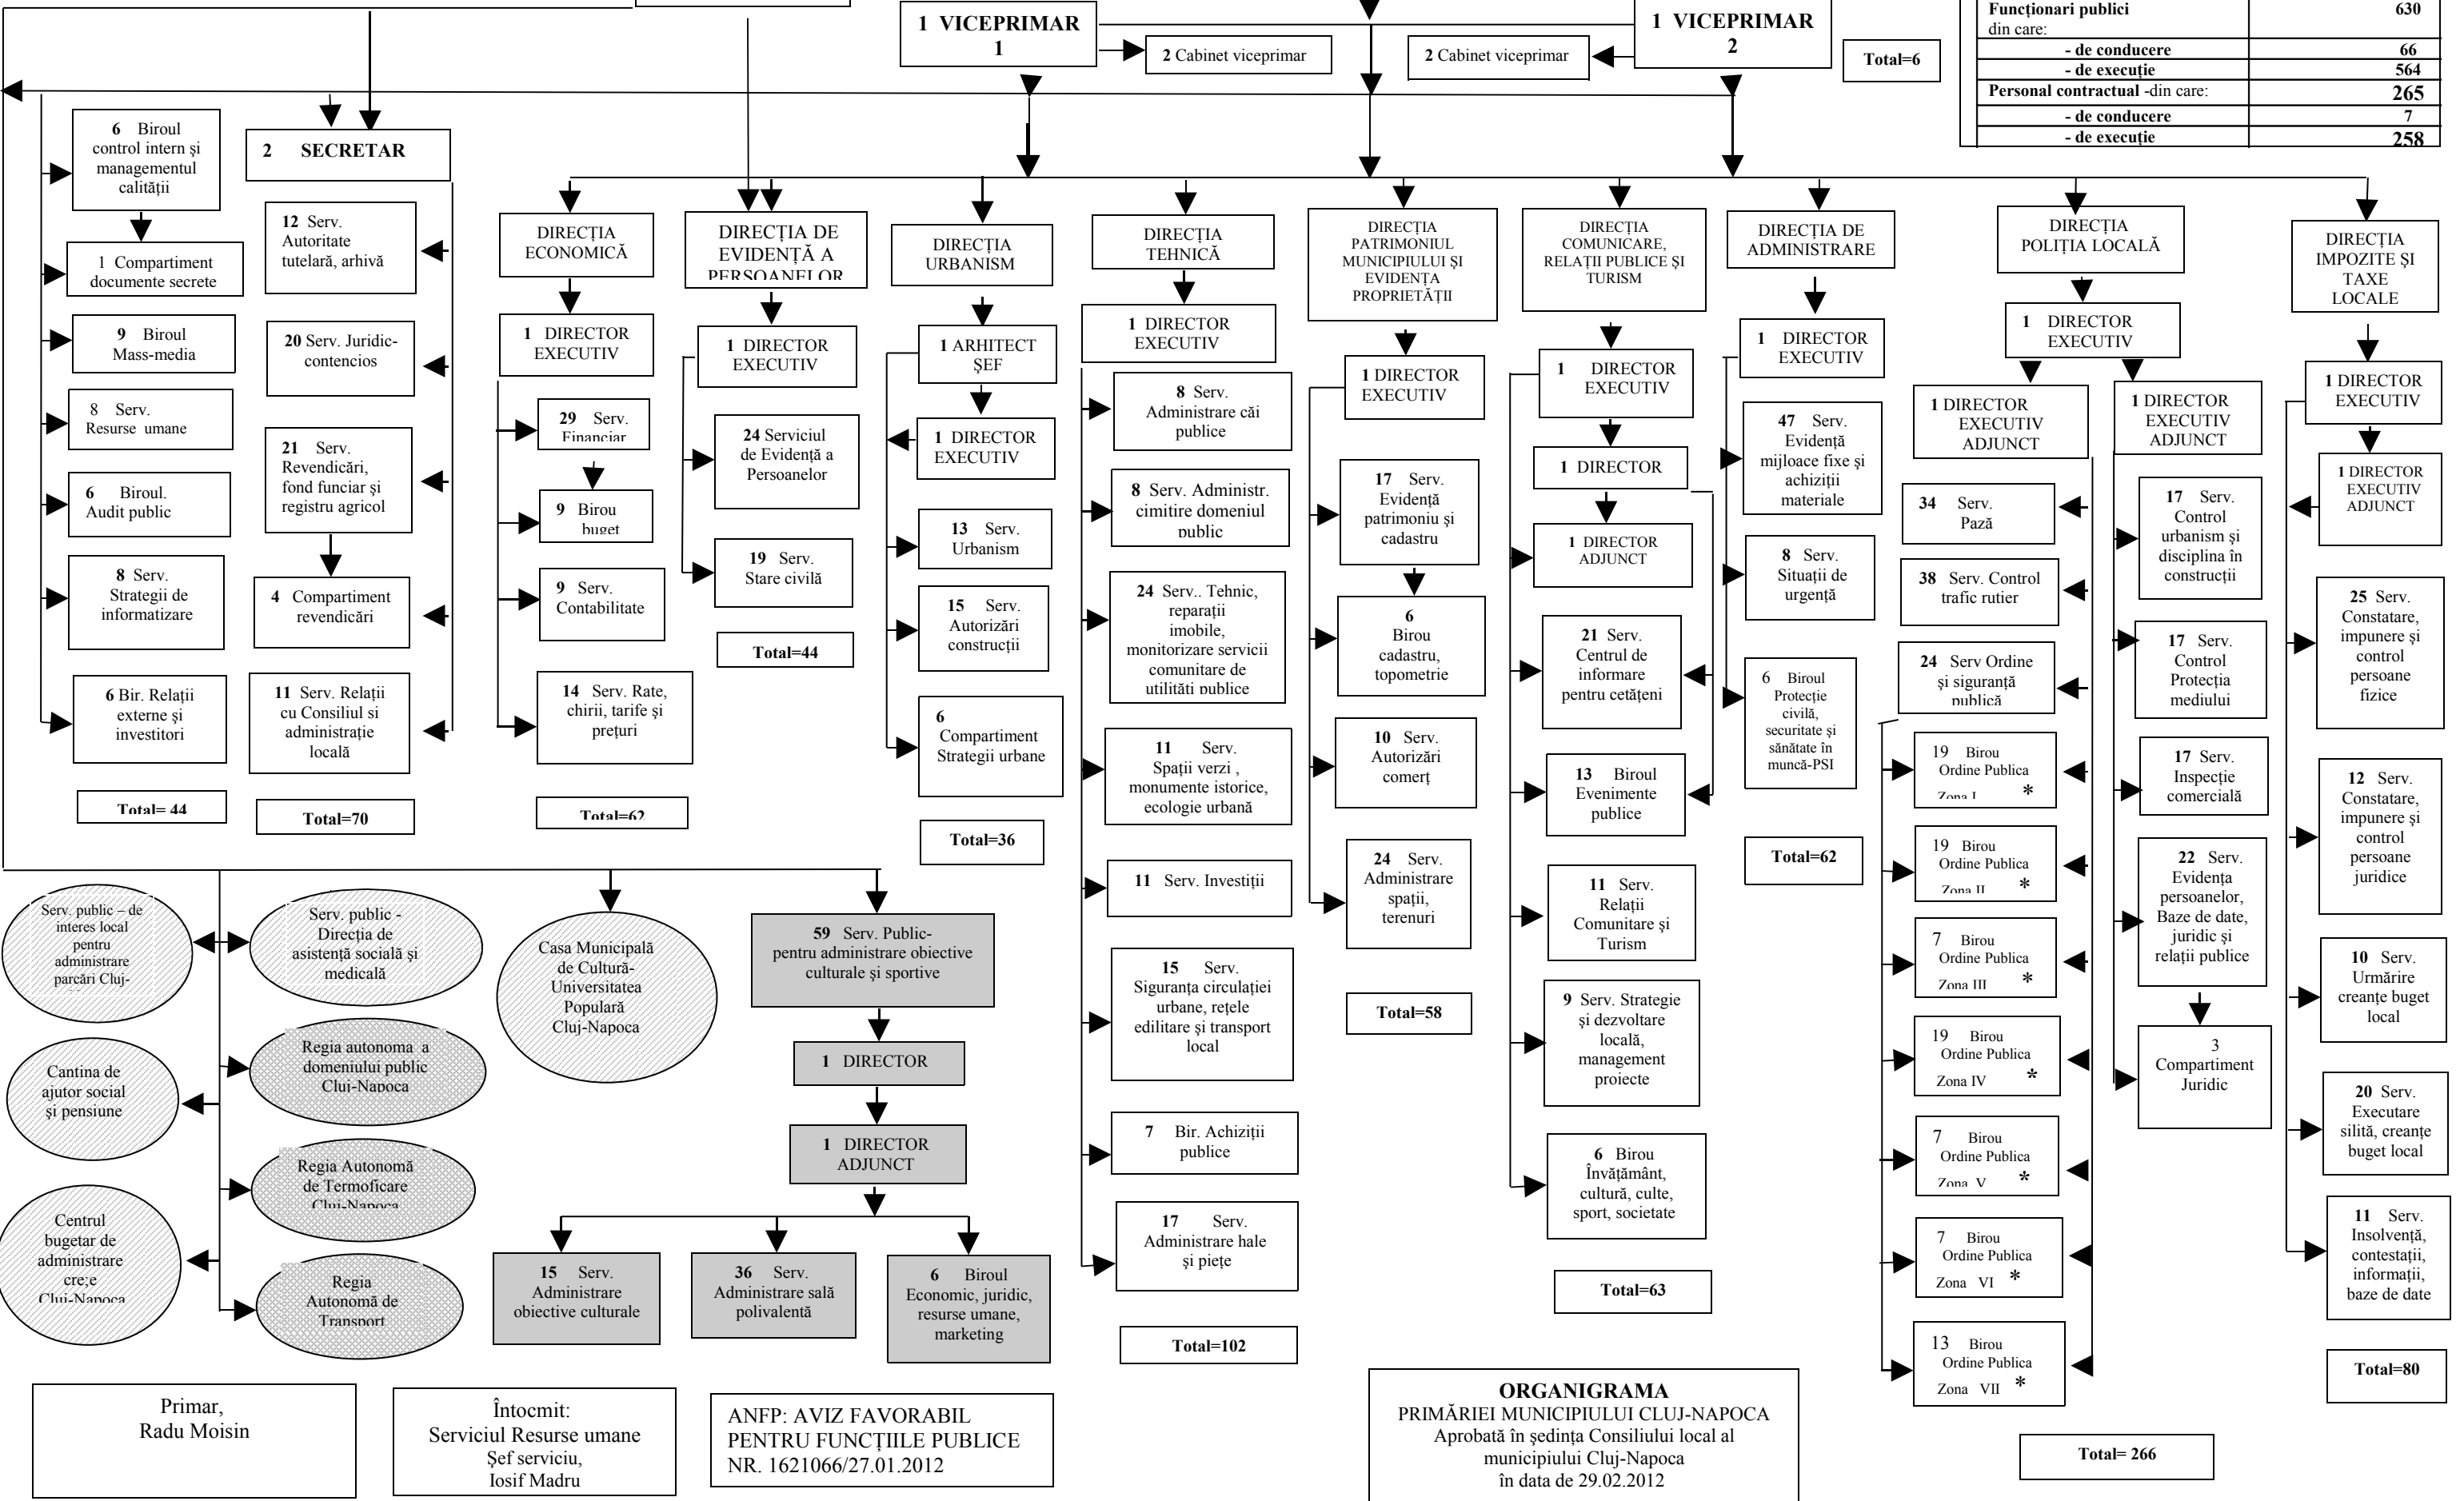 1 VICEPRIMAR
1
2 Cabinet viceprimar
2 Cabinet viceprimar
1 VICEPRIMAR
2
Total=6
Funcționari publici 630
din care:
- de conducere 66
- de execuție 564
Personal contractual -din care: 265
- de conducere 7
- de execuție 258
6 Biroul
control intern și
managementul
calității
1 Compartiment
documente secrete
9 Biroul
Mass-media
8 Serv.
Resurse umane
6 Biroul.
Audit public
8 Serv.
Strategii de
informatizare
6 Bir. Relații
externe și
investitori
Total= 44
2 SECRETAR
12 Serv.
Autoritate
tutelară, arhivă
20 Serv. Juridic-
contencios
21 Serv.
Revendicări,
fond funciar și
registru agricol
4 Compartiment
revendicări
11 Serv. Relații
cu Consiliul si
administrație
locală
Total=70
DIRECȚIA
ECONOMICĂ
1 DIRECTOR
EXECUTIV
29 Serv.
Financiar
9 Birou
buget
9 Serv.
Contabilitate
14 Serv. Rate,
chirii, tarife și
prețuri
Total=62
DIRECȚIA DE
EVIDENȚĂ A
PERSOANELOR
1 DIRECTOR
EXECUTIV
24 Serviciul
de Evidență a
Persoanelor
19 Serv.
Stare civilă
Total=44
DIRECȚIA
URBANISM
1 ARHITECT
ȘEF
1 DIRECTOR
EXECUTIV
13 Serv.
Urbanism
15 Serv.
Autorizări
construcții
6
Compartiment
Strategii urbane
Total=36
DIRECȚIA
TEHNICĂ
1 DIRECTOR
EXECUTIV
8 Serv.
Administrare căi
publice
8 Serv. Administr.
cimitire domeniul
public
24 Serv.. Tehnic,
reparații
imobile,
monitorizare servicii
comunitare de
utilităti publice
11 Serv.
Spații verzi ,
monumente istorice,
ecologie urbană
11 Serv. Investiții
15 Serv.
Siguranța circulației
urbane, rețele
edilitare și transport
local
7 Bir. Achiziții
publice
17 Serv.
Administrare hale
și piețe
Total=102
DIRECȚIA
PATRIMONIUL
MUNICIPIULUI ȘI
EVIDENȚA
PROPRIETĂȚII
1 DIRECTOR
EXECUTIV
17 Serv.
Evidență
patrimoniu și
cadastru
6
Birou
cadastru,
topometrie
10 Serv.
Autorizări
comerț
24 Serv.
Administrare
spații,
terenuri
Total=58
DIRECȚIA
COMUNICARE,
RELAȚII PUBLICE ȘI
TURISM
1 DIRECTOR
EXECUTIV
1 DIRECTOR
1 DIRECTOR
ADJUNCT
21 Serv.
Centrul de
informare
pentru cetățeni
13 Biroul
Evenimente
publice
11 Serv.
Relații
Comunitare și
Turism
9 Serv. Strategie
și dezvoltare
locală,
management
proiecte
6 Birou
Învățământ,
cultură, culte,
sport, societate
Total=63
DIRECȚIA DE
ADMINISTRARE
1 DIRECTOR
EXECUTIV
47 Serv.
Evidență
mijloace fixe și
achiziții
materiale
8 Serv.
Situații de
urgență
6 Biroul
Protecție
civilă,
securitate și
sănătate în
muncă-PSI
Total=62
DIRECȚIA
POLIȚIA LOCALĂ
1 DIRECTOR
EXECUTIV
1 DIRECTOR
EXECUTIV
ADJUNCT
34 Serv.
Pază
38 Serv. Control
trafic rutier
24 Serv Ordine
și siguranță
publică
19 Birou
Ordine Publica
Zona I *
19 Birou
Ordine Publica
Zona II *
7 Birou
Ordine Publica
Zona III *
19 Birou
Ordine Publica
Zona IV *
7 Birou
Ordine Publica
Zona V *
7 Birou
Ordine Publica
Zona VI *
13 Birou
Ordine Publica
Zona VII *
1 DIRECTOR
EXECUTIV
ADJUNCT
17 Serv.
Control
urbanism și
disciplina în
construcții
17 Serv.
Control
Protecția
mediului
17 Serv.
Inspecție
comercială
22 Serv.
Evidența
persoanelor,
Baze de date,
juridic și
relații publice
3
Compartiment
Juridic
Total= 266
DIRECȚIA
IMPOZITE ȘI
TAXE
LOCALE
1 DIRECTOR
EXECUTIV
1 DIRECTOR
EXECUTIV
ADJUNCT
25 Serv.
Constatare,
impunere și
control
persoane
fizice
12 Serv.
Constatare,
impunere și
control
persoane
juridice
10 Serv.
Urmărire
creanțe buget
local
20 Serv.
Executare
silită, creanțe
buget local
11 Serv.
Insolvență,
contestații,
informații,
baze de date
Total=80
Serv. public – de
interes local
pentru
administrare
parcări Cluj-
Serv. public -
Direcția de
asistență socială și
medicală
Cantina de
ajutor social
și pensiune
Regia autonoma a
domeniului public
Cluj-Napoca
Regia Autonomă
de Termoficare
Cluj-Napoca
Centrul
bugetar de
administrare
cre;e
Cluj-Napoca
Regia
Autonomă de
Transport
Casa Municipală
de Cultură-
Universitatea
Populară
Cluj-Napoca
59 Serv. Public-
pentru administrare obiective
culturale și sportive
1 DIRECTOR
1 DIRECTOR
ADJUNCT
15 Serv.
Administrare
obiective culturale
36 Serv.
Administrare sală
polivalentă
6 Biroul
Economic, juridic,
resurse umane,
marketing
Primar,
Radu Moisin
Întocmit:
Serviciul Resurse umane
Șef serviciu,
Iosif Madru
ANFP: AVIZ FAVORABIL
PENTRU FUNCȚIILE PUBLICE
NR. 1621066/27.01.2012
ORGANIGRAMA
PRIMĂRIEI MUNICIPIULUI CLUJ-NAPOCA
Aprobată în ședința Consiliului local al
municipiului Cluj-Napoca
în data de 29.02.2012